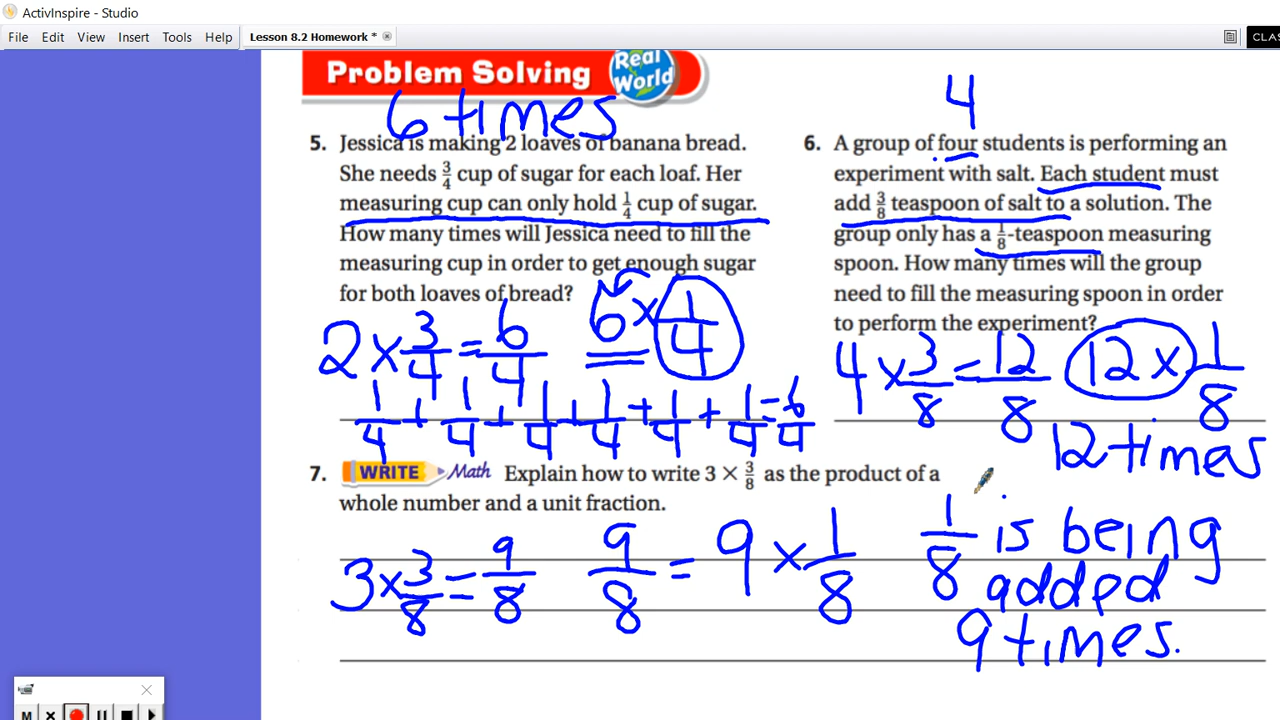 ActivInspire - Studio
File Edit View Insert Tools Help Lesson 8.2 Homework * CLAS
Problem Solving Real World
6 times
4
5. Jessica is making 2 loaves of banana bread.
She needs 3/4 cup of sugar for each loaf. Her
measuring cup can only hold 1/4 cup of sugar.
How many times will Jessica need to fill the
measuring cup in order to get enough sugar
for both loaves of bread?
2 × 3/4 = 6/4 6 × 1/4
1/4 + 1/4 + 1/4 + 1/4 + 1/4 + 1/4 = 6/4
6. A group of four students is performing an
experiment with salt. Each student must
add 3/8 teaspoon of salt to a solution. The
group only has a 1/8-teaspoon measuring
spoon. How many times will the group
need to fill the measuring spoon in order
to perform the experiment?
4 × 3/8 = 12/8 12 × 1/8
12 times
7. WRITE Math Explain how to write 3 × 3/8 as the product of a
whole number and a unit fraction.
3 × 3/8 = 9/8 9/8 = 9 × 1/8
1/8 is being
added
9 times.
M